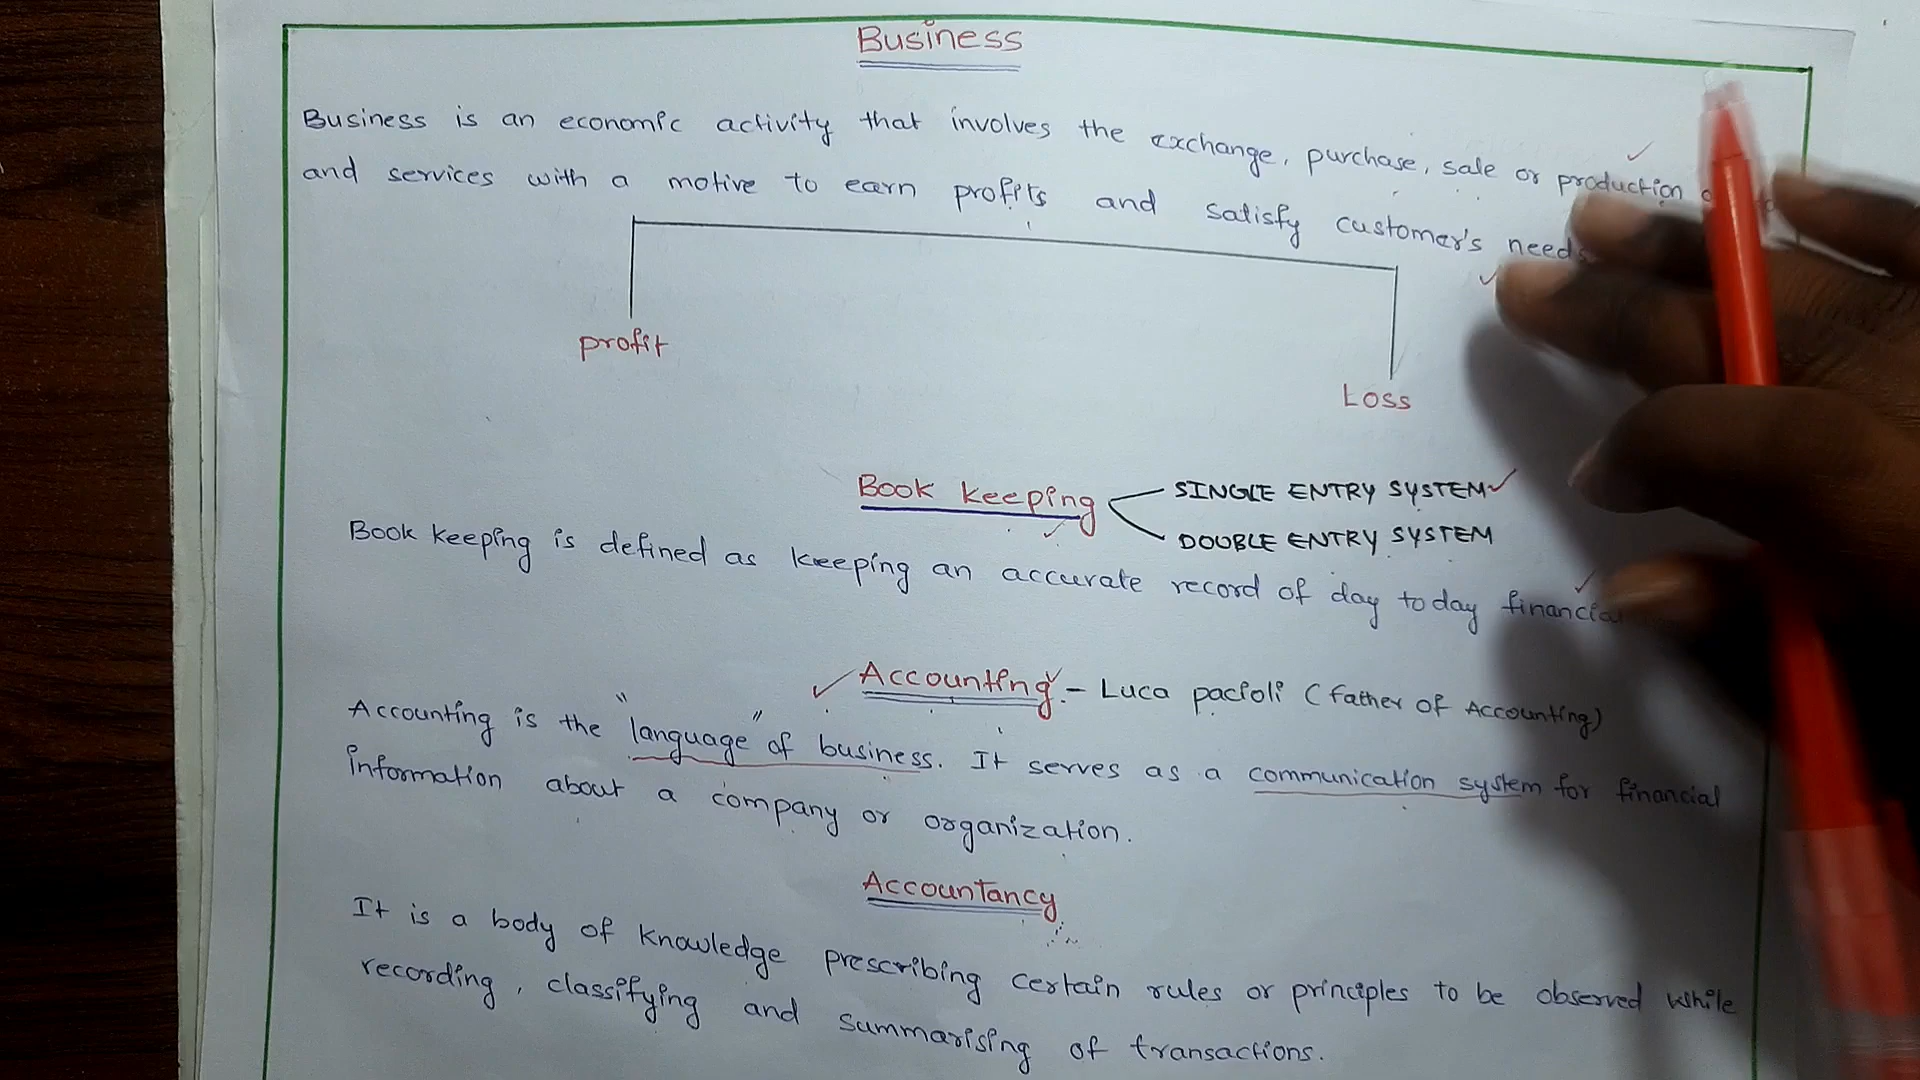 Business
Business is an economic activity that involves the exchange, purchase, sale or production
and services with a motive to earn profits and satisfy customer's needs
profit
Loss
Book keeping
SINGLE ENTRY SYSTEM
DOUBLE ENTRY SYSTEM
Book keeping is defined as keeping an accurate record of day to day financial
Accounting - Luca pacioli (father of Accounting)
Accounting is the "language" of business. It serves as a communication system for financial
information about a company or organization.
Accountancy
It is a body of knowledge prescribing certain rules or principles to be observed while
recording, classifying and summarising of transactions.